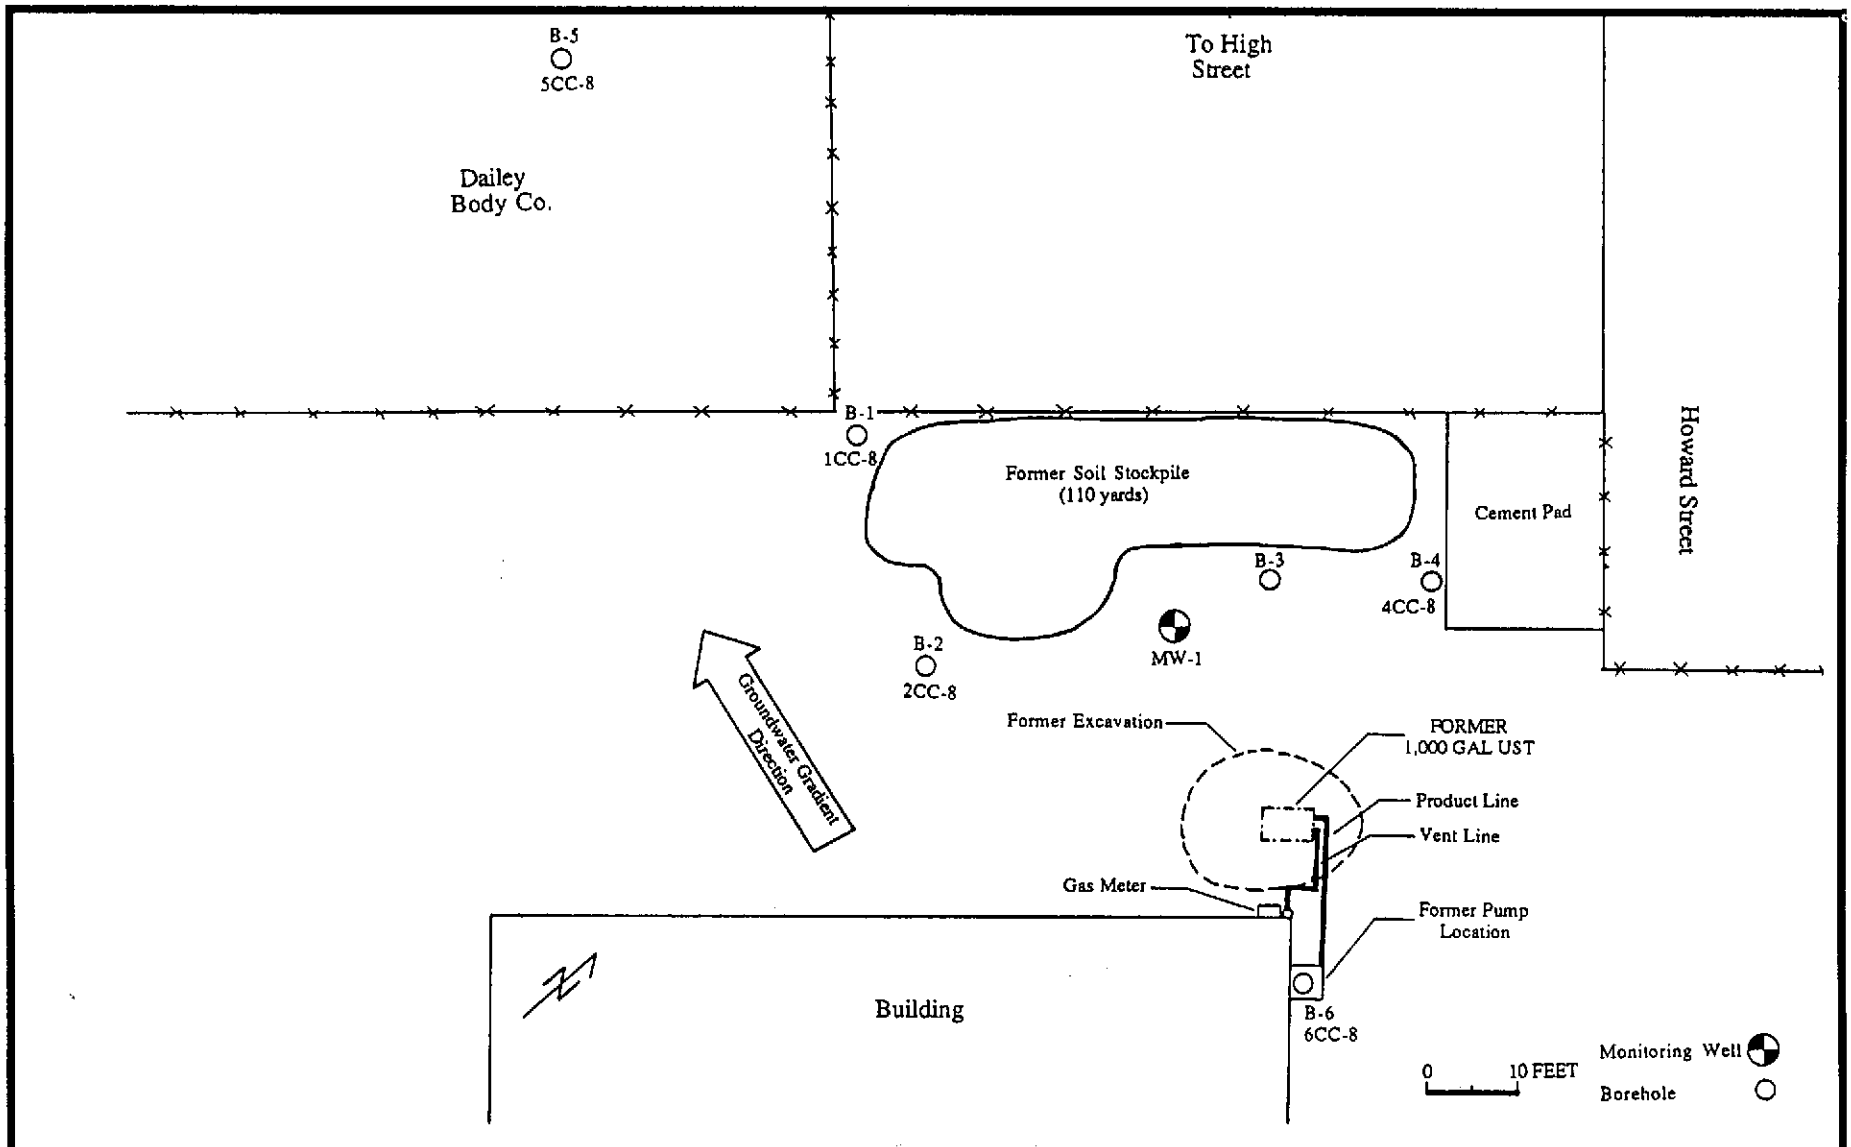 B-5
5CC-8
To High
Street
Dailey
Body Co.
B-1
1CC-8
Former Soil Stockpile
(110 yards)
Cement Pad
Howard Street
B-3
B-4
4CC-8
MW-1
B-2
2CC-8
Groundwater Gradient
Direction
Former Excavation
FORMER
1,000 GAL UST
Product Line
Vent Line
Gas Meter
Former Pump
Location
N
Building
B-6
6CC-8
0 10 FEET
Monitoring Well
Borehole